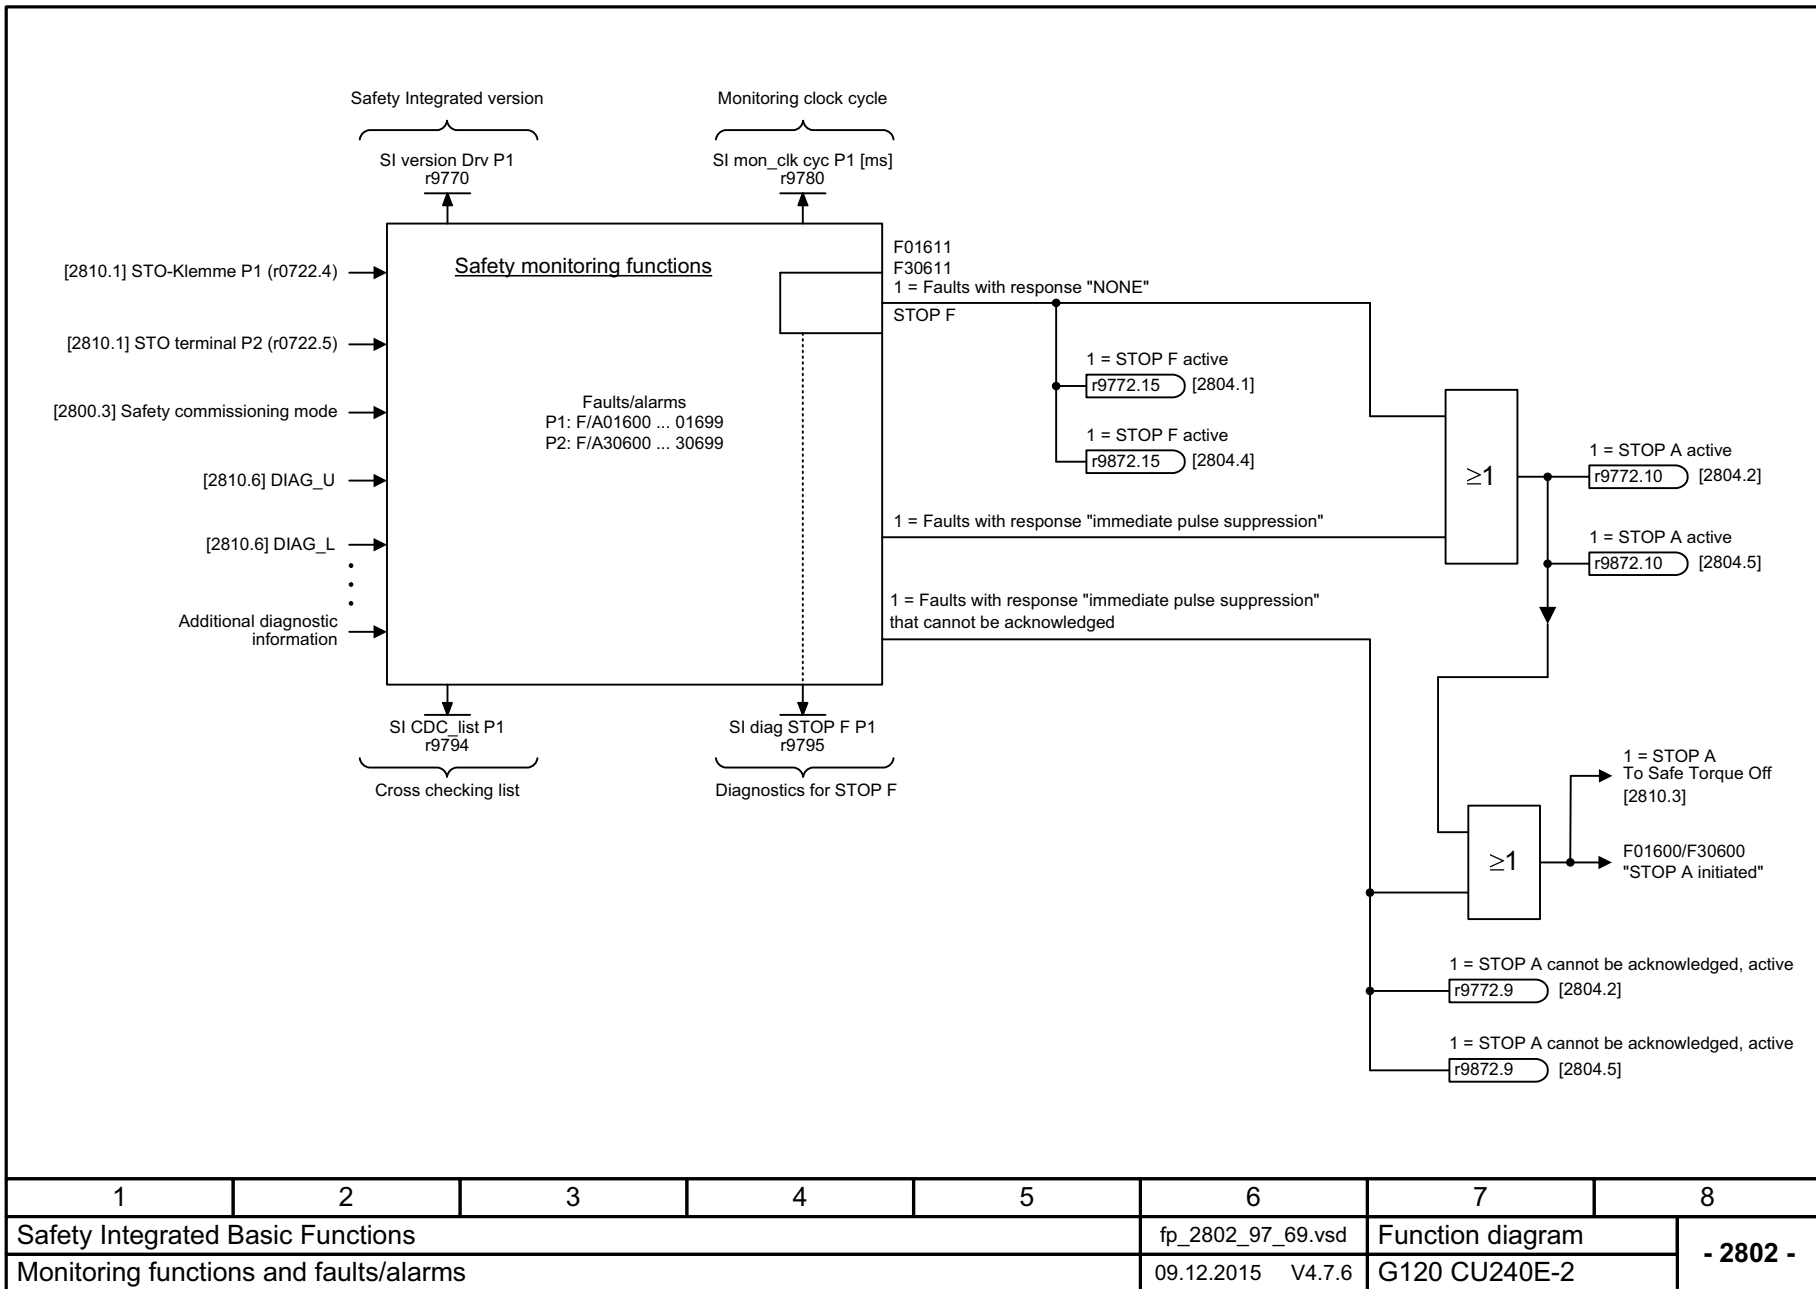 Safety Integrated version
Monitoring clock cycle
SI version Drv P1
r9770
SI mon_clk cyc P1 [ms]
r9780
[2810.1] STO-Klemme P1 (r0722.4)
[2810.1] STO terminal P2 (r0722.5)
[2800.3] Safety commissioning mode
[2810.6] DIAG_U
[2810.6] DIAG_L
Additional diagnostic
information
Safety monitoring functions
Faults/alarms
P1: F/A01600 ... 01699
P2: F/A30600 ... 30699
F01611
F30611
1 = Faults with response "NONE"
STOP F
1 = STOP F active
r9772.15 [2804.1]
1 = STOP F active
r9872.15 [2804.4]
1 = Faults with response "immediate pulse suppression"
1 = Faults with response "immediate pulse suppression"
that cannot be acknowledged
≥1
1 = STOP A active
r9772.10 [2804.2]
1 = STOP A active
r9872.10 [2804.5]
SI CDC_list P1
r9794
Cross checking list
SI diag STOP F P1
r9795
Diagnostics for STOP F
≥1
1 = STOP A
To Safe Torque Off
[2810.3]
F01600/F30600
"STOP A initiated"
1 = STOP A cannot be acknowledged, active
r9772.9 [2804.2]
1 = STOP A cannot be acknowledged, active
r9872.9 [2804.5]
1 2 3 4 5 6 7 8
Safety Integrated Basic Functions
fp_2802_97_69.vsd
Function diagram
- 2802 -
Monitoring functions and faults/alarms
09.12.2015 V4.7.6
G120 CU240E-2